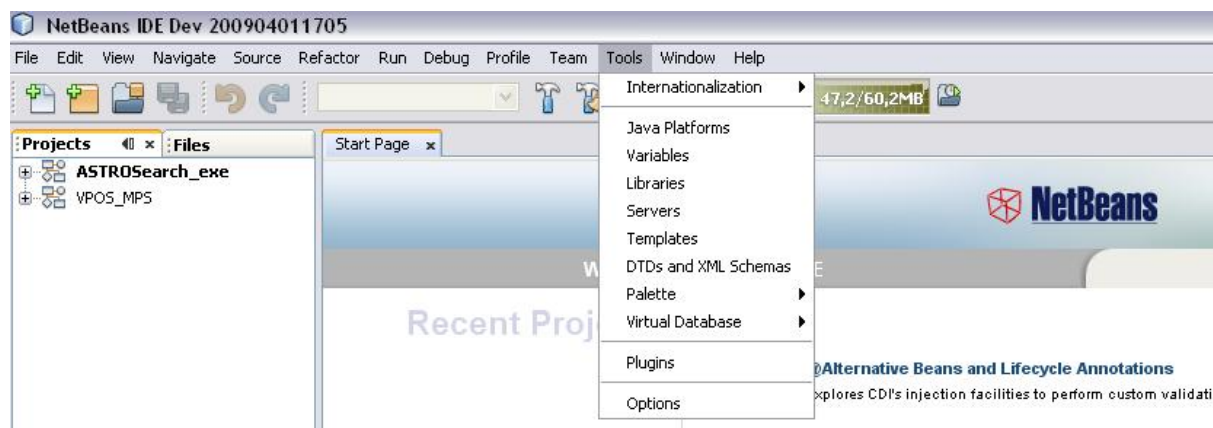 NetBeans IDE Dev 200904011705
File Edit View Navigate Source Refactor Run Debug Profile Team Tools Window Help
47,2/60,2MB
Projects Files Start Page
ASTROSearch_exe
VPOS_MPS
Internationalization
Java Platforms
Variables
Libraries
Servers
Templates
DTDs and XML Schemas
Palette
Virtual Database
Plugins
Options
NetBeans
Recent Proj
@Alternative Beans and Lifecycle Annotations
xplores CDI's injection facilities to perform custom validati